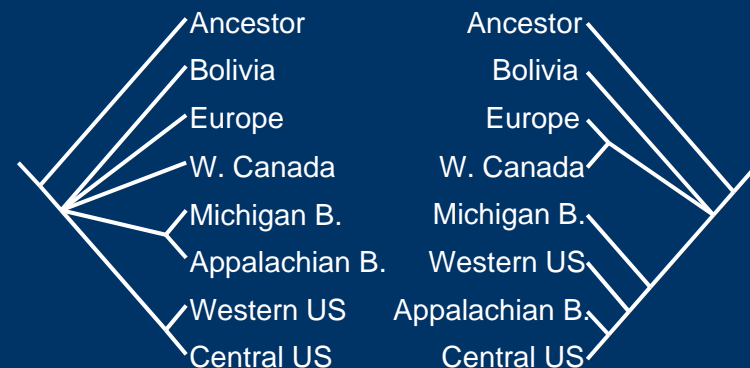 Ancestor
Bolivia
Europe
W. Canada
Michigan B.
Appalachian B.
Western US
Central US
Ancestor
Bolivia
Europe
W. Canada
Michigan B.
Western US
Appalachian B.
Central US